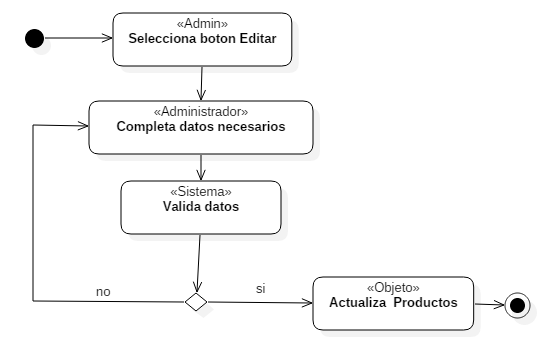 «Admin»
Selecciona boton Editar
«Administrador»
Completa datos necesarios
«Sistema»
Valida datos
no
si
«Objeto»
Actualiza Productos